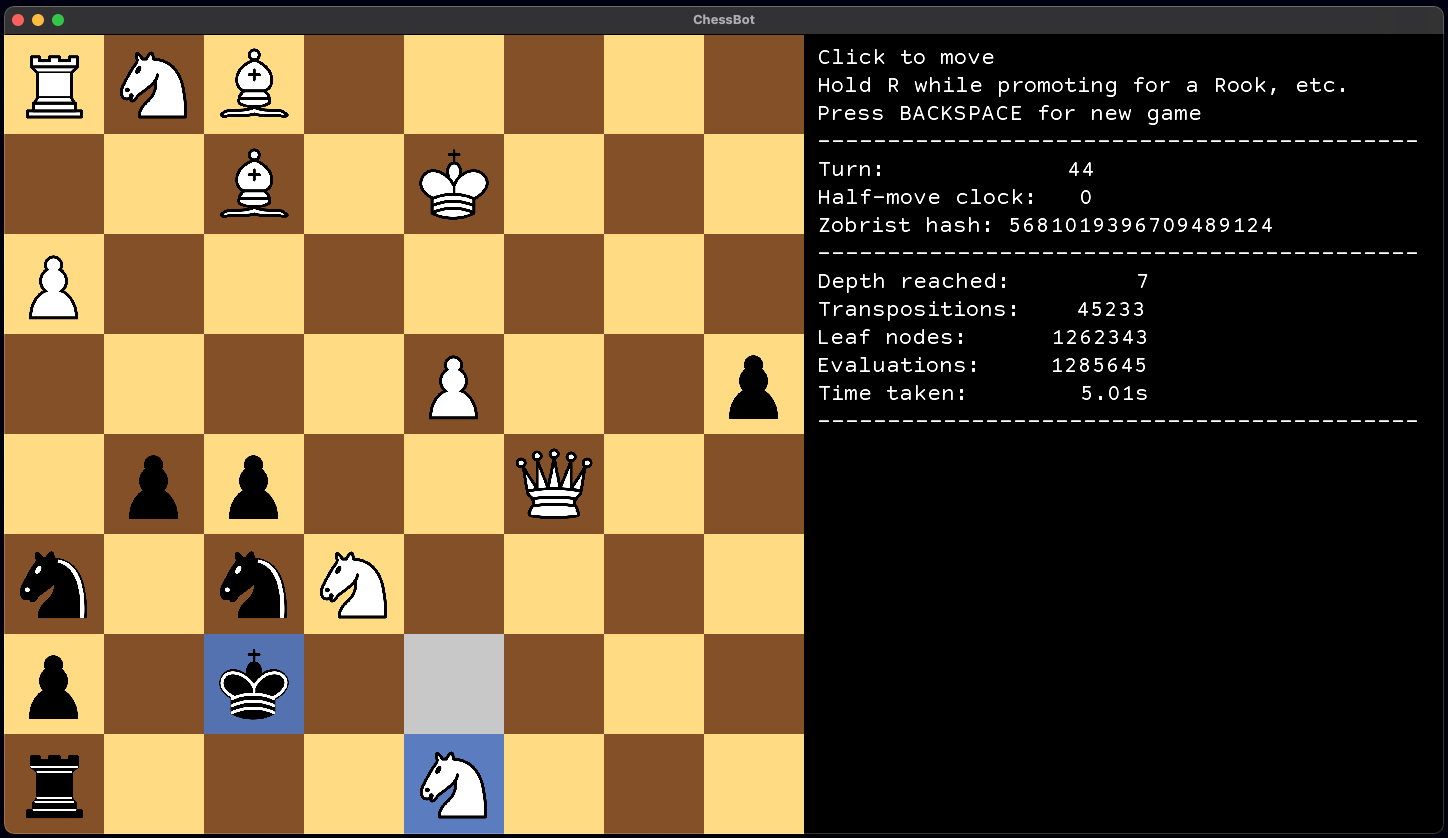 ChessBot
Click to move
Hold R while promoting for a Rook, etc.
Press BACKSPACE for new game
------------------------------------------
Turn: 44
Half-move clock: 0
Zobrist hash: 5681019396709489124
------------------------------------------
Depth reached: 7
Transpositions: 45233
Leaf nodes: 1262343
Evaluations: 1285645
Time taken: 5.01s
------------------------------------------